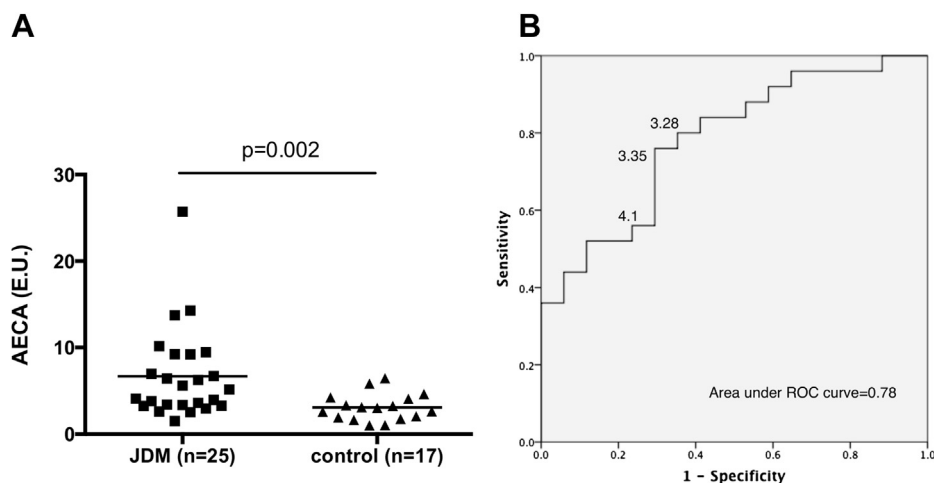 A
p=0.002
30
20
10
0
AECA (E.U.)
JDM (n=25)
control (n=17)
B
1.0
0.8
0.6
0.4
0.2
0.0
Sensitivity
3.28
3.35
4.1
Area under ROC curve=0.78
0.0
0.2
0.4
0.6
0.8
1.0
1 - Specificity